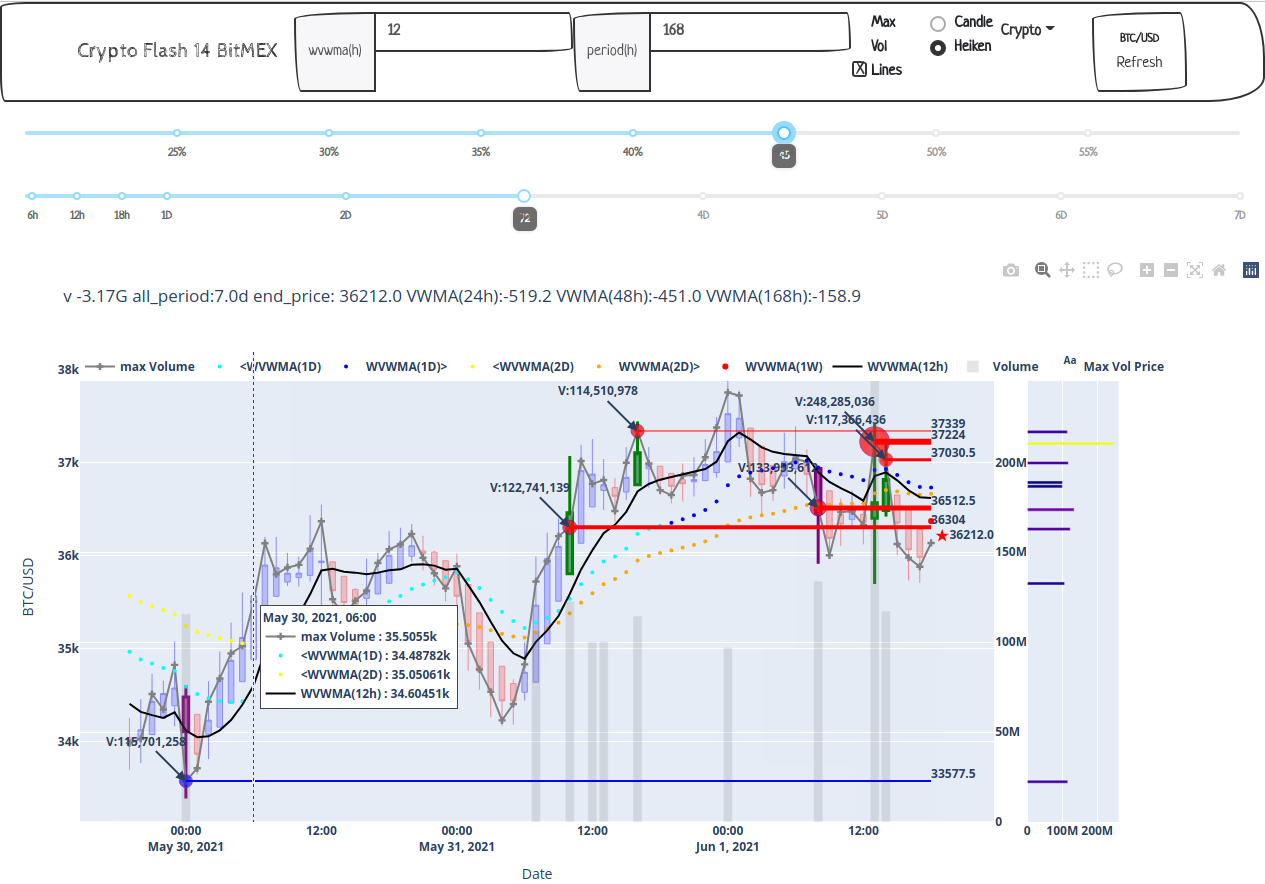 Crypto Flash 14 BitMEX
wvwma(h)
12
period(h)
168
Max
Vol
Lines
Candle
Heiken
Crypto
BTC/USD
Refresh
25% 30% 35% 40% 45 50% 55%
6h 12h 18h 1D 2D 72 4D 5D 6D 7D
v -3.17G all_period:7.0d end_price: 36212.0 VWMA(24h):-519.2 VWMA(48h):-451.0 VWMA(168h):-158.9
max Volume <WVWMA(1D) WVWMA(1D)> <WVWMA(2D) WVWMA(2D)> WVWMA(1W) WVWMA(12h) Volume Aa Max Vol Price
38k
37k
36k
35k
34k
BTC/USD
V:114,510,978
V:248,285,036
V:117,366,436
V:122,741,139
V:115,701,258
37339
37224
37030.5
36512.5
36304
36212.0
33577.5
May 30, 2021, 06:00
max Volume : 35.5055k
<WVWMA(1D) : 34.48782k
<WVWMA(2D) : 35.05061k
WVWMA(12h) : 34.60451k
200M
150M
100M
50M
0
00:00 12:00 00:00 12:00 00:00 12:00
May 30, 2021 May 31, 2021 Jun 1, 2021
0 100M 200M
Date